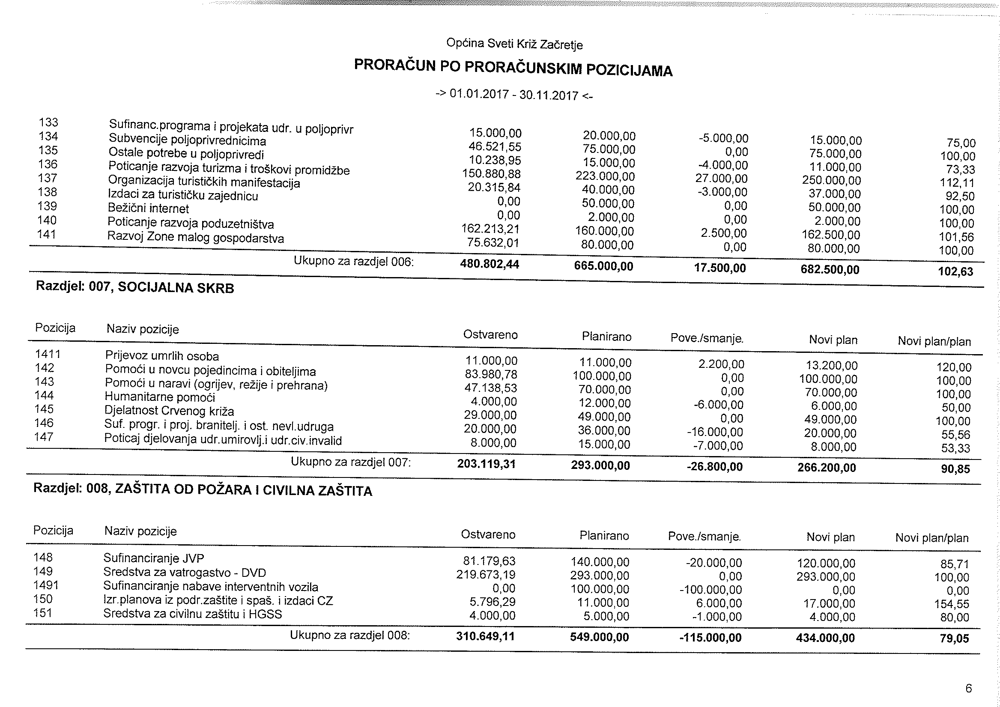 Općina Sveti Križ Začretje
PRORAČUN PO PRORAČUNSKIM POZICIJAMA
-> 01.01.2017 - 30.11.2017 <-
133 Sufinanc.programa i projekata udr. u poljoprivr 15.000,00 20.000,00 -5.000,00 15.000,00 75,00
134 Subvencije poljoprivrednicima 46.521,55 75.000,00 0,00 75.000,00 100,00
135 Ostale potrebe u poljoprivredi 10.238,95 15.000,00 -4.000,00 11.000,00 73,33
136 Poticanje razvoja turizma i troškovi promidžbe 150.880,88 223.000,00 27.000,00 250.000,00 112,11
137 Organizacija turističkih manifestacija 20.315,84 40.000,00 -3.000,00 37.000,00 92,50
138 Izdaci za turističku zajednicu 0,00 50.000,00 0,00 50.000,00 100,00
139 Bežični internet 0,00 2.000,00 0,00 2.000,00 100,00
140 Poticanje razvoja poduzetništva 162.213,21 160.000,00 2.500,00 162.500,00 101,56
141 Razvoj Zone malog gospodarstva 75.632,01 80.000,00 0,00 80.000,00 100,00
Ukupno za razdjel 006: 480.802,44 665.000,00 17.500,00 682.500,00 102,63
Razdjel: 007, SOCIJALNA SKRB
Pozicija Naziv pozicije Ostvareno Planirano Pove./smanje. Novi plan Novi plan/plan
1411 Prijevoz umrlih osoba 11.000,00 11.000,00 2.200,00 13.200,00 120,00
142 Pomoći u novcu pojedincima i obiteljima 83.980,78 100.000,00 0,00 100.000,00 100,00
143 Pomoći u naravi (ogrijev, režije i prehrana) 47.138,53 70.000,00 0,00 70.000,00 100,00
144 Humanitarne pomoći 4.000,00 12.000,00 -6.000,00 6.000,00 50,00
145 Djelatnost Crvenog križa 29.000,00 49.000,00 0,00 49.000,00 100,00
146 Suf. progr. i proj. branitelj. i ost. nevl.udruga 20.000,00 36.000,00 -16.000,00 20.000,00 55,56
147 Poticaj djelovanja udr.umirovlj.i udr.civ.invalid 8.000,00 15.000,00 -7.000,00 8.000,00 53,33
Ukupno za razdjel 007: 203.119,31 293.000,00 -26.800,00 266.200,00 90,85
Razdjel: 008, ZAŠTITA OD POŽARA I CIVILNA ZAŠTITA
Pozicija Naziv pozicije Ostvareno Planirano Pove./smanje. Novi plan Novi plan/plan
148 Sufinanciranje JVP 81.179,63 140.000,00 -20.000,00 120.000,00 85,71
149 Sredstva za vatrogastvo - DVD 219.673,19 293.000,00 0,00 293.000,00 100,00
1491 Sufinanciranje nabave interventnih vozila 0,00 100.000,00 -100.000,00 0,00 0,00
150 Izr.planova iz podr.zaštite i spaš. i izdaci CZ 5.796,29 11.000,00 6.000,00 17.000,00 154,55
151 Sredstva za civilnu zaštitu i HGSS 4.000,00 5.000,00 -1.000,00 4.000,00 80,00
Ukupno za razdjel 008: 310.649,11 549.000,00 -115.000,00 434.000,00 79,05
6